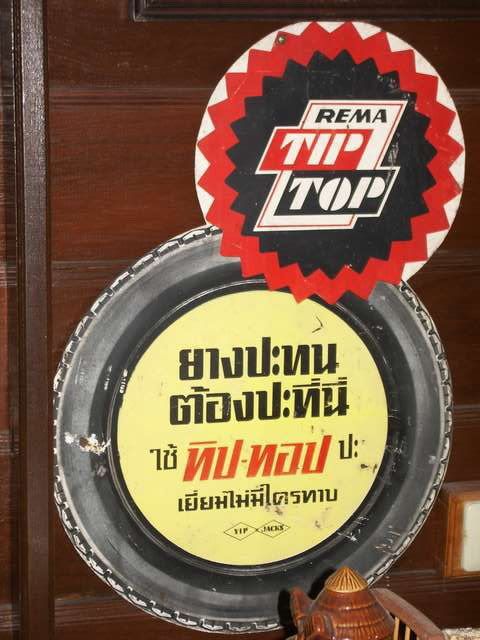 REMA
TIP
TOP
ยางปะทน
ต้องปะที่นี่
ใช้ ทิป-ทอป ปะ
เยี่ยมไม่มีใครทาบ
VIP JACKS